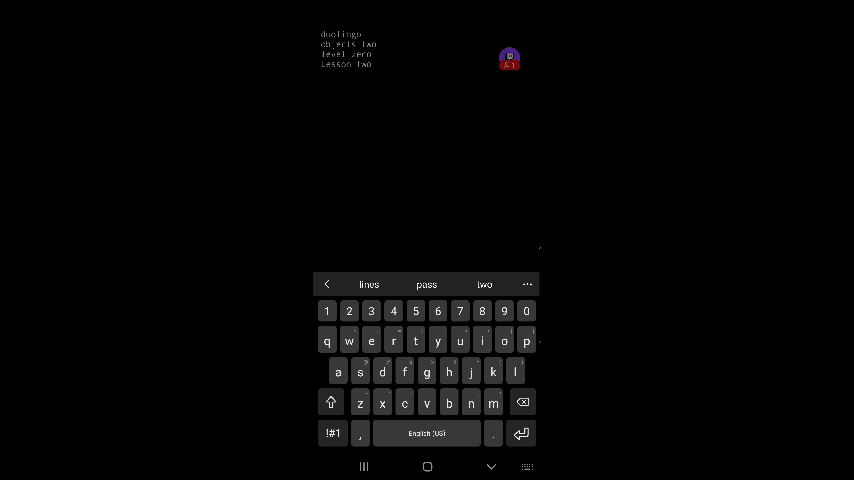 duolingo
objects two
level zero
Lesson two
1
lines pass two
1 2 3 4 5 6 7 8 9 0
q w e r t y u i o p
a s d f g h j k l
z x c v b n m
!#1 , English (US) .